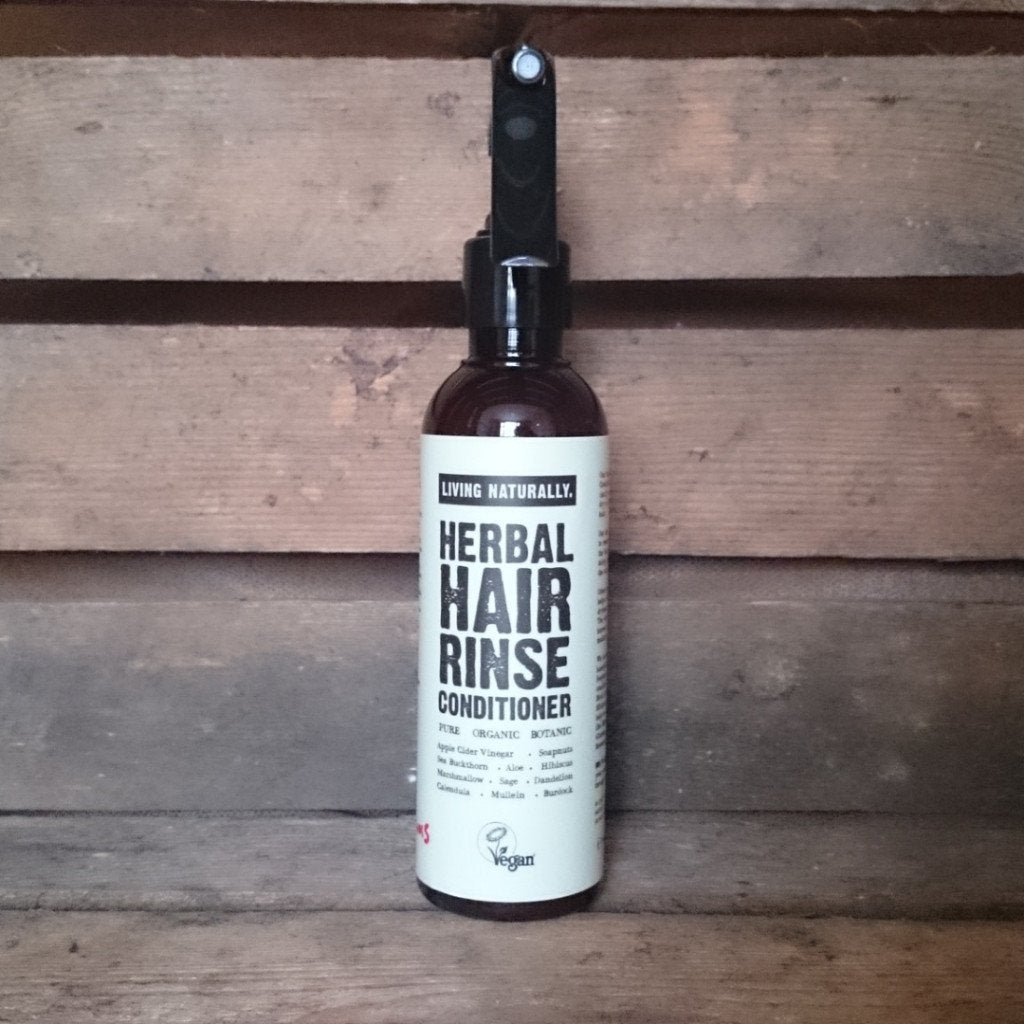 LIVING NATURALLY.
HERBAL
HAIR
RINSE
CONDITIONER
PURE ORGANIC BOTANIC
Apple Cider Vinegar . Soapnuts
Sea Buckthorn . Aloe . Hibiscus
Marshmallow . Sage . Dandelion
Calendula . Mullein . Burdock
Vegan